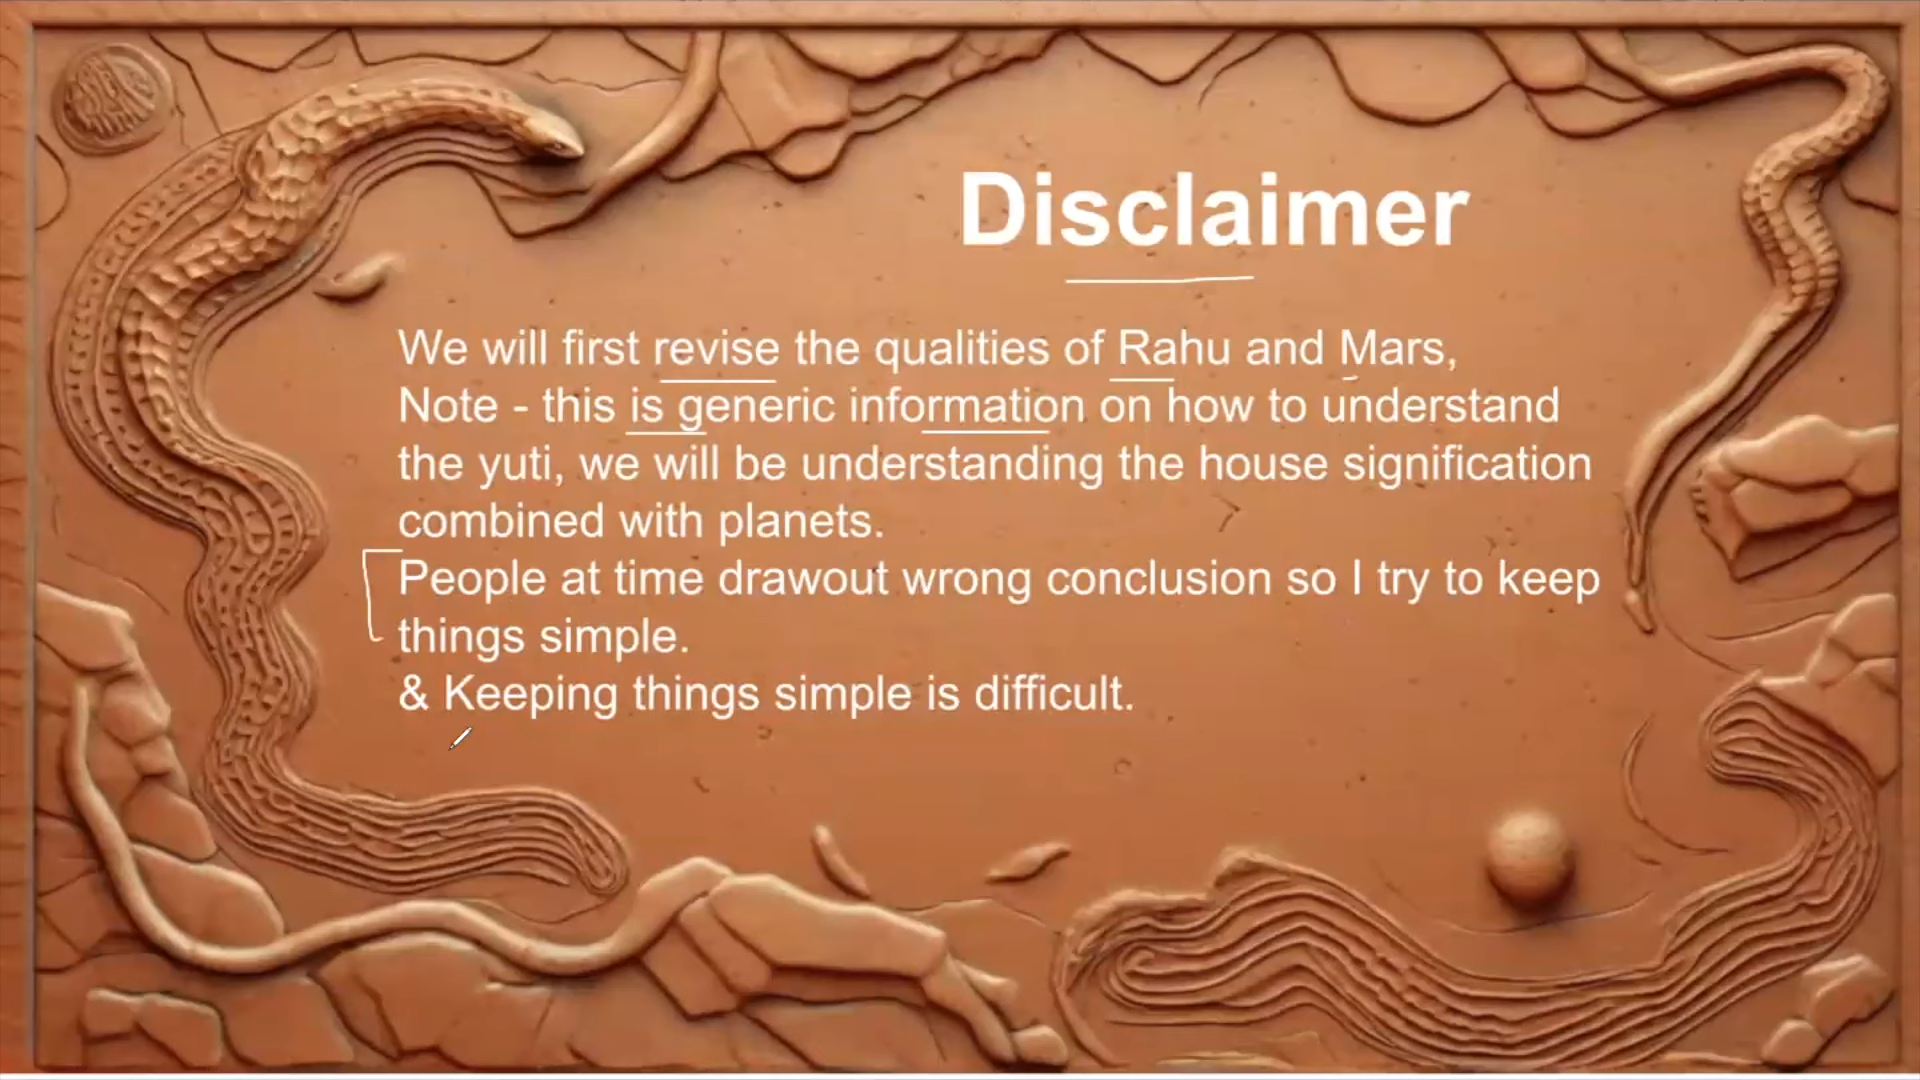 Disclaimer
We will first revise the qualities of Rahu and Mars,
Note - this is generic information on how to understand
the yuti, we will be understanding the house signification
combined with planets.
People at time drawout wrong conclusion so I try to keep
things simple.
& Keeping things simple is difficult.